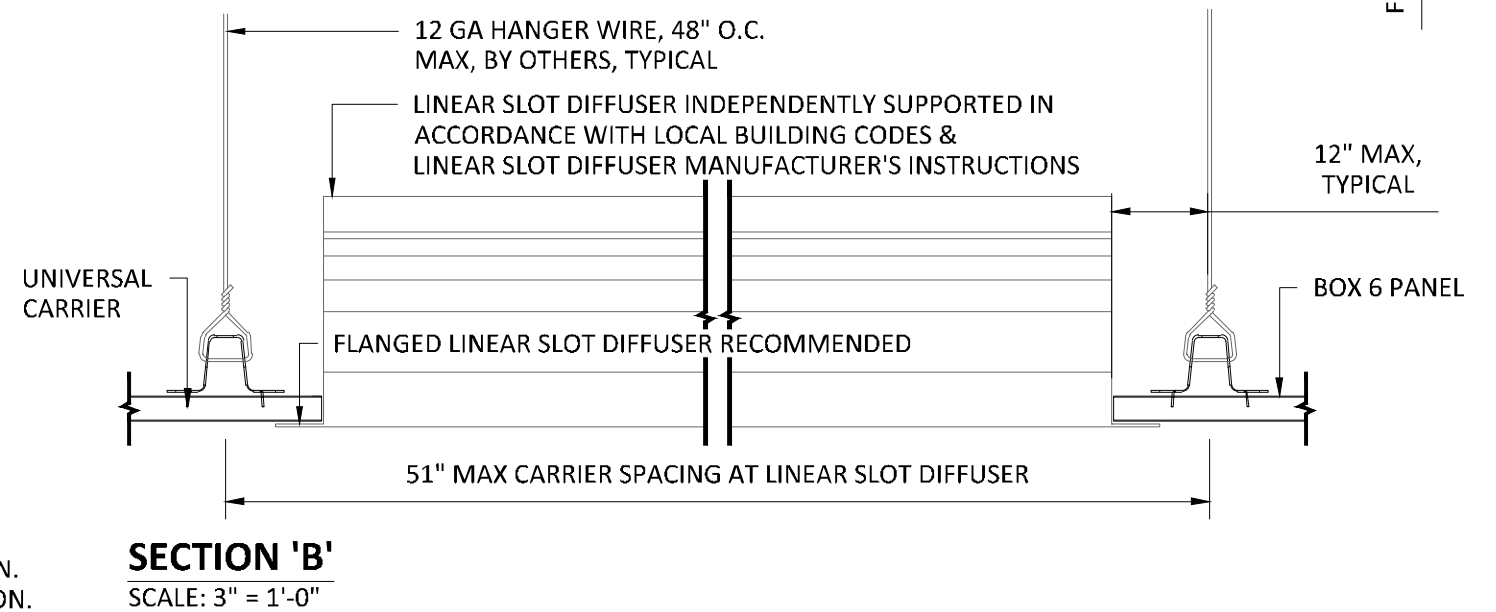 12 GA HANGER WIRE, 48" O.C.
MAX, BY OTHERS, TYPICAL
LINEAR SLOT DIFFUSER INDEPENDENTLY SUPPORTED IN
ACCORDANCE WITH LOCAL BUILDING CODES &
LINEAR SLOT DIFFUSER MANUFACTURER'S INSTRUCTIONS
12" MAX,
TYPICAL
UNIVERSAL
CARRIER
BOX 6 PANEL
FLANGED LINEAR SLOT DIFFUSER RECOMMENDED
51" MAX CARRIER SPACING AT LINEAR SLOT DIFFUSER
SECTION 'B'
SCALE: 3" = 1'-0"